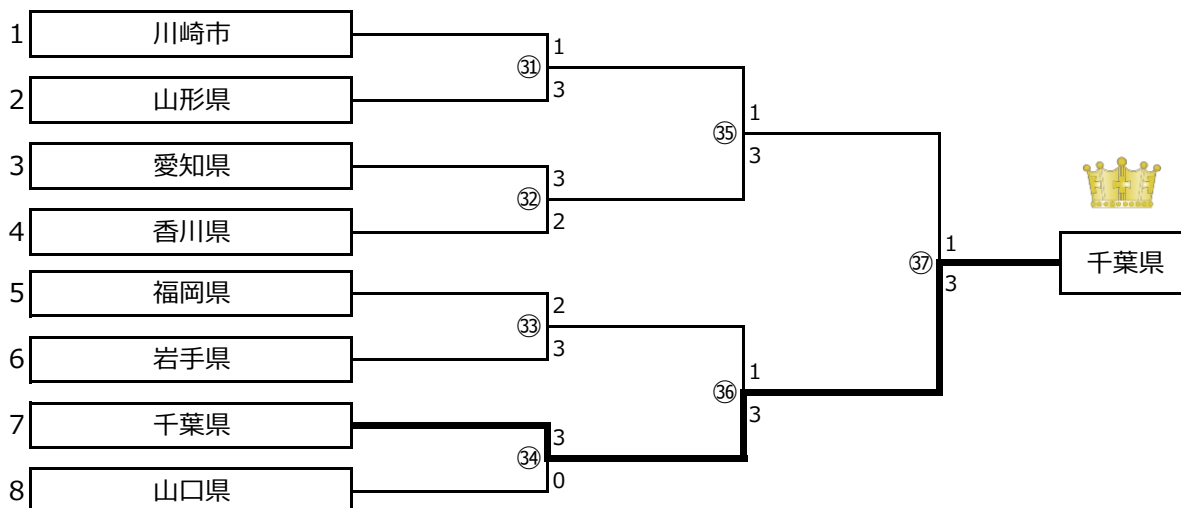 1 川崎市
2 山形県
3 愛知県
4 香川県
5 福岡県
6 岩手県
7 千葉県
8 山口県
㉛ 1
3
㉜ 3
2
㉝ 2
3
㉞ 3
0
㉟ 1
3
㊱ 1
3
㊲ 1
3
千葉県